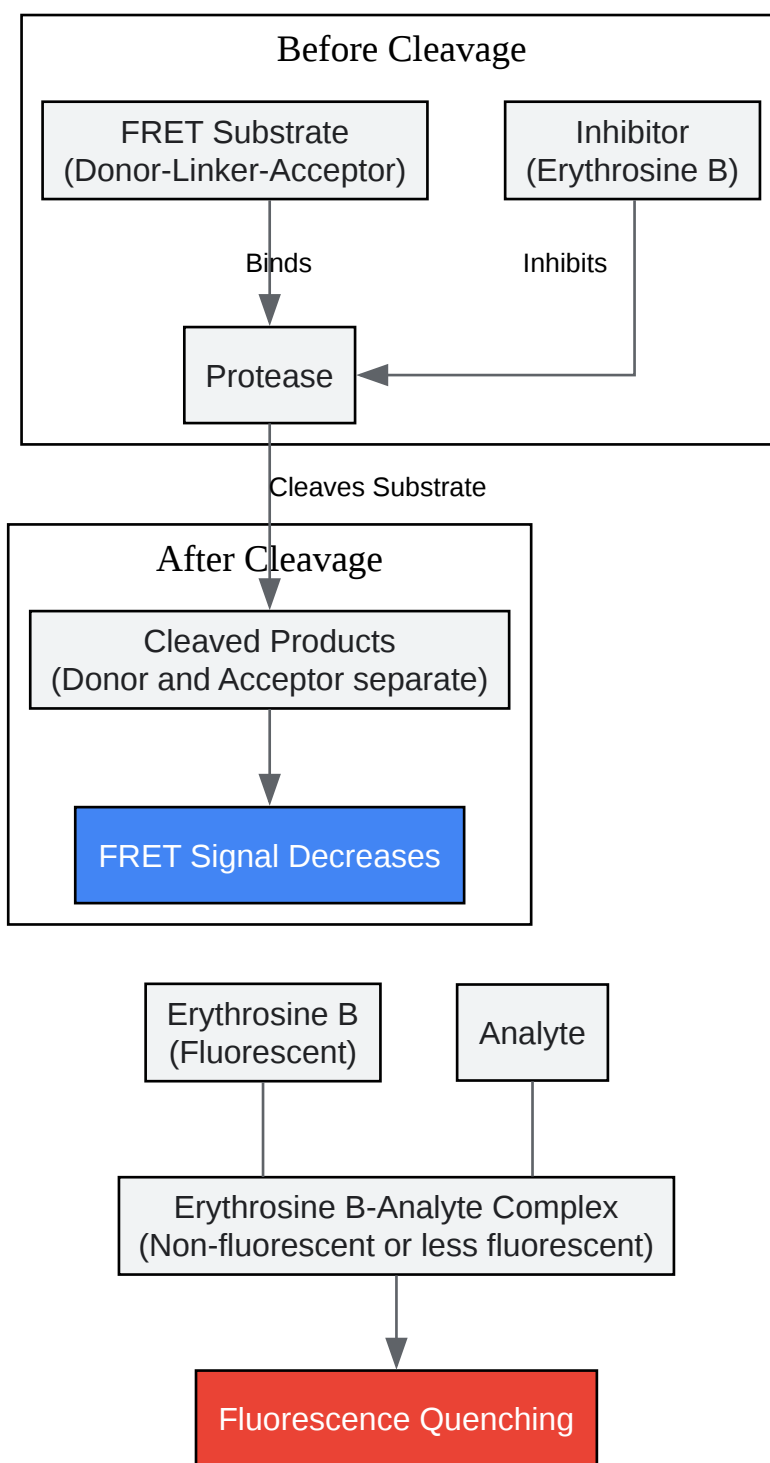 Before Cleavage
FRET Substrate
(Donor-Linker-Acceptor)
Inhibitor
(Erythrosine B)
Binds
Inhibits
Protease
Cleaves Substrate
After Cleavage
Cleaved Products
(Donor and Acceptor separate)
FRET Signal Decreases
Erythrosine B
(Fluorescent)
Analyte
Erythrosine B-Analyte Complex
(Non-fluorescent or less fluorescent)
Fluorescence Quenching